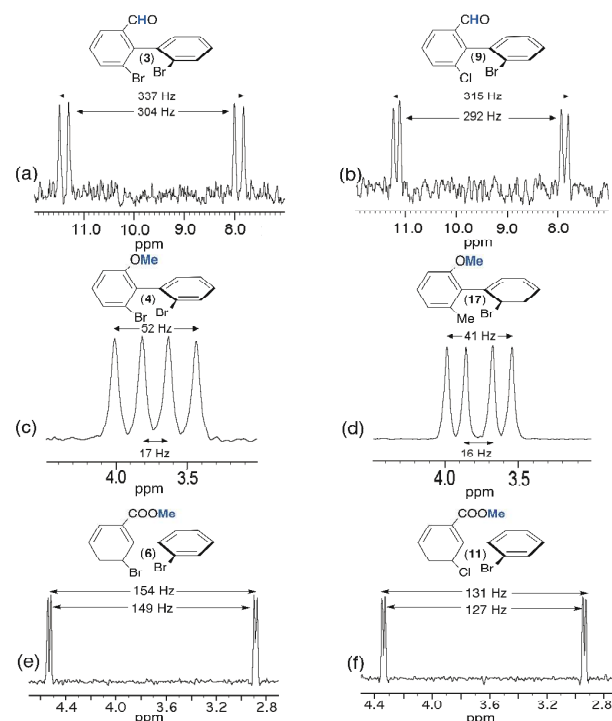 CHO
(3)
Br
Br
337 Hz
304 Hz
(a)
11.0 10.0 9.0 8.0
ppm
CHO
(9)
Cl
Br
315 Hz
292 Hz
(b)
11.0 10.0 9.0 8.0
ppm
OMe
(4)
Br
Br
52 Hz
(c)
17 Hz
4.0 3.5
ppm
OMe
(17)
Me
Br
41 Hz
(d)
16 Hz
4.0 3.5
ppm
COOMe
(6)
Br
Br
154 Hz
149 Hz
(e)
4.4 4.0 3.6 3.2 2.8
ppm
COOMe
(11)
Cl
Br
131 Hz
127 Hz
(f)
4.4 4.0 3.6 3.2 2.8
ppm